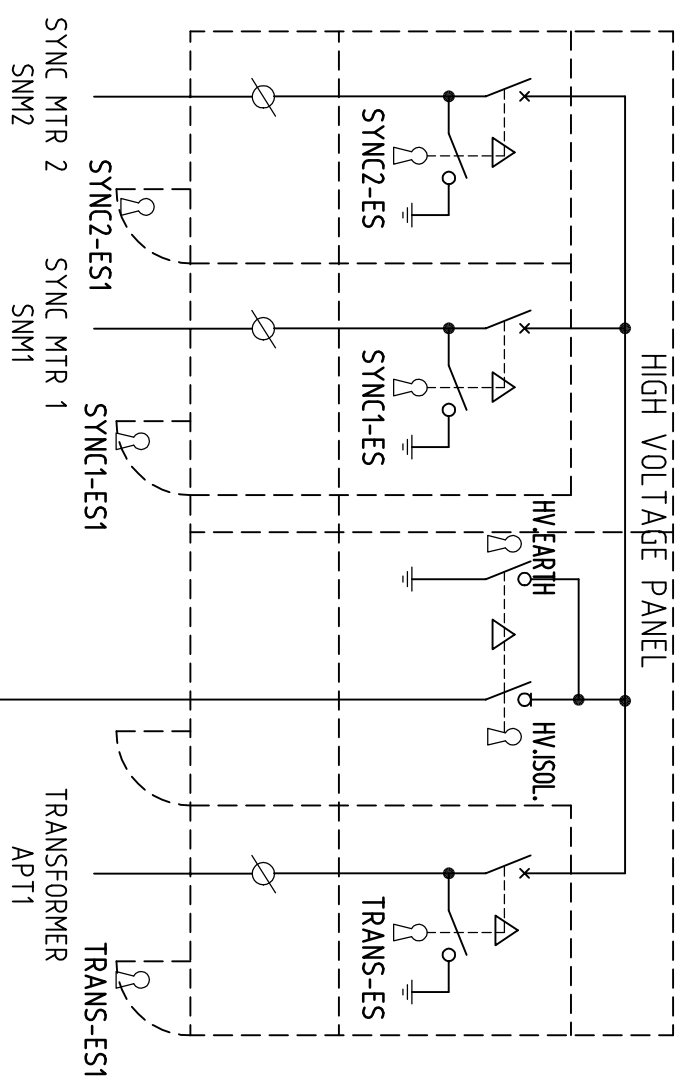 HIGH VOLTAGE PANEL
SYNC2-ES
SYNC1-ES
HV.EARTH
HV.ISOL.
TRANS-ES
SYNC2-ES1
SYNC1-ES1
TRANS-ES1
SYNC MTR 2
SNM2
SYNC MTR 1
SNM1
TRANSFORMER
APT1